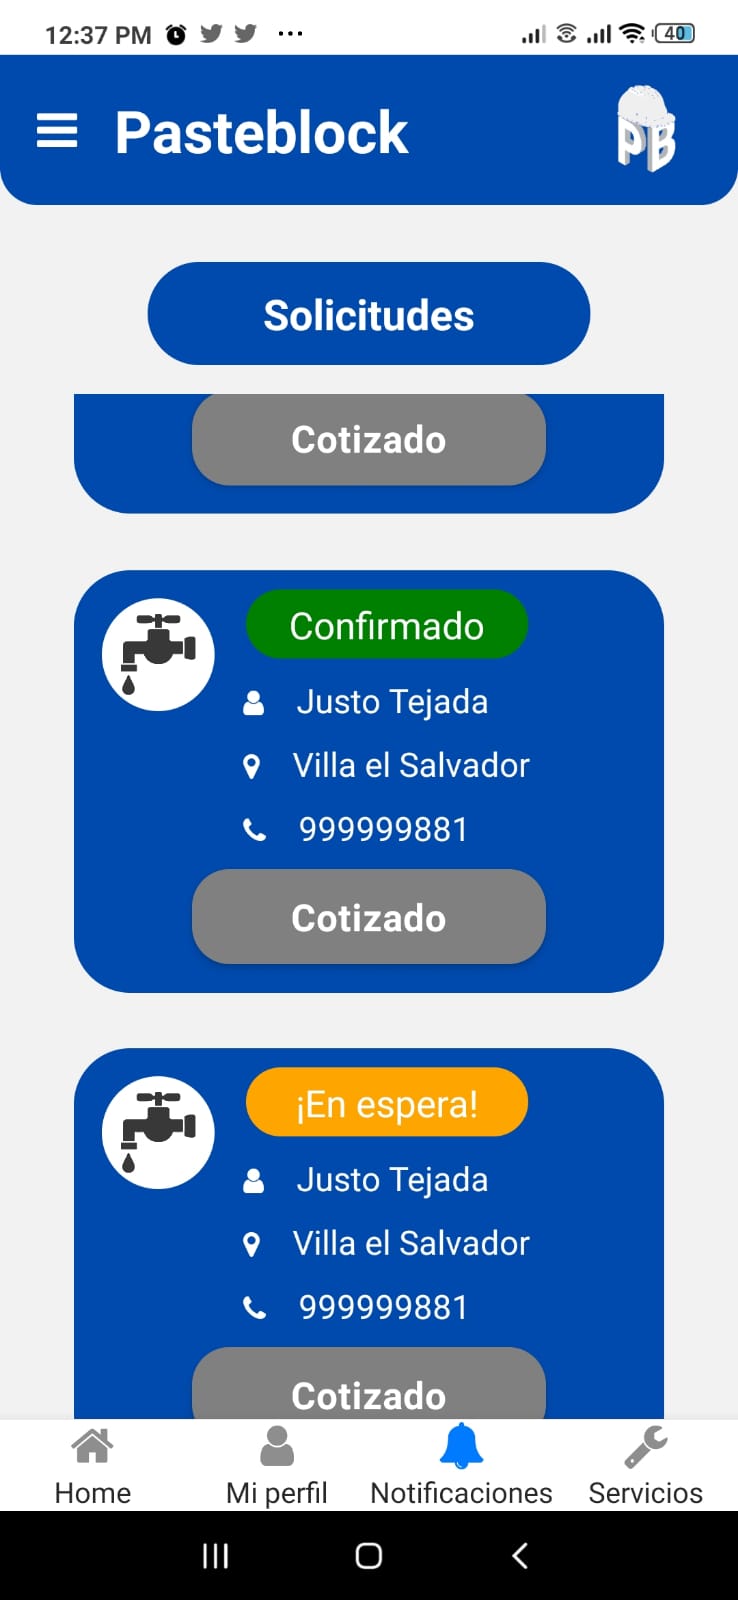 12:37 PM
40
Pasteblock
PB
Solicitudes
Cotizado
Confirmado
Justo Tejada
Villa el Salvador
999999881
Cotizado
¡En espera!
Justo Tejada
Villa el Salvador
999999881
Cotizado
Home
Mi perfil
Notificaciones
Servicios